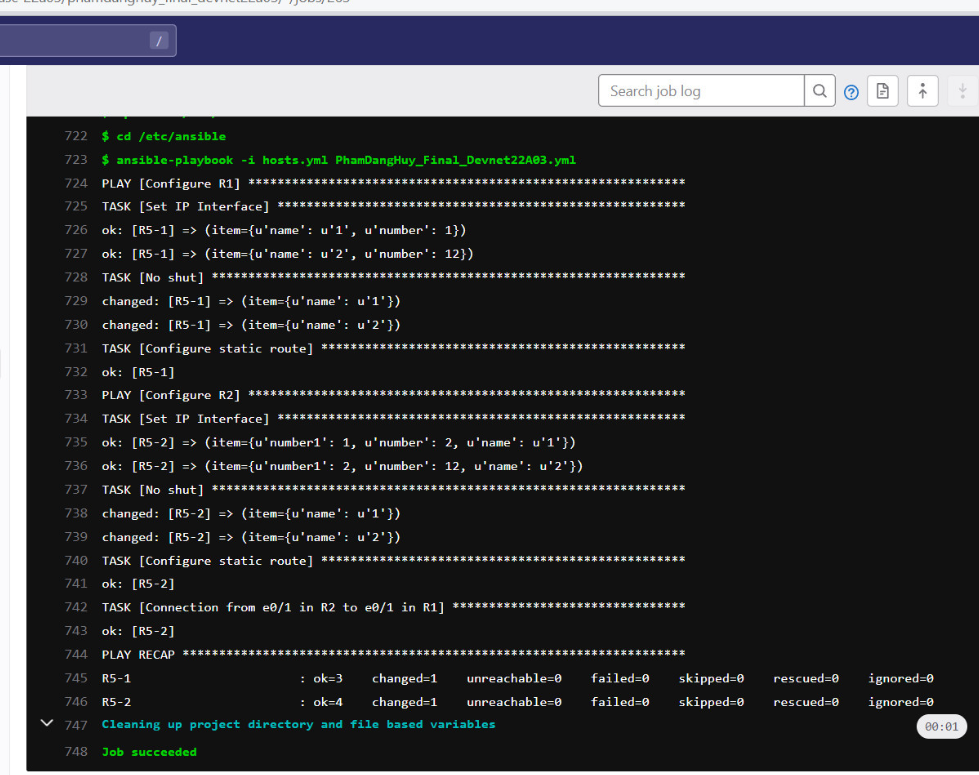 /
Search job log
722 $ cd /etc/ansible
723 $ ansible-playbook -i hosts.yml PhamDangHuy_Final_Devnet22A03.yml
724 PLAY [Configure R1] ************************************************************
725 TASK [Set IP Interface] ********************************************************
726 ok: [R5-1] => (item={u'name': u'1', u'number': 1})
727 ok: [R5-1] => (item={u'name': u'2', u'number': 12})
728 TASK [No shut] *****************************************************************
729 changed: [R5-1] => (item={u'name': u'1'})
730 changed: [R5-1] => (item={u'name': u'2'})
731 TASK [Configure static route] **************************************************
732 ok: [R5-1]
733 PLAY [Configure R2] ************************************************************
734 TASK [Set IP Interface] ********************************************************
735 ok: [R5-2] => (item={u'number1': 1, u'number': 2, u'name': u'1'})
736 ok: [R5-2] => (item={u'number1': 2, u'number': 12, u'name': u'2'})
737 TASK [No shut] *****************************************************************
738 changed: [R5-2] => (item={u'name': u'1'})
739 changed: [R5-2] => (item={u'name': u'2'})
740 TASK [Configure static route] **************************************************
741 ok: [R5-2]
742 TASK [Connection from e0/1 in R2 to e0/1 in R1] ********************************
743 ok: [R5-2]
744 PLAY RECAP *********************************************************************
745 R5-1 : ok=3 changed=1 unreachable=0 failed=0 skipped=0 rescued=0 ignored=0
746 R5-2 : ok=4 changed=1 unreachable=0 failed=0 skipped=0 rescued=0 ignored=0
747 Cleaning up project directory and file based variables 00:01
748 Job succeeded